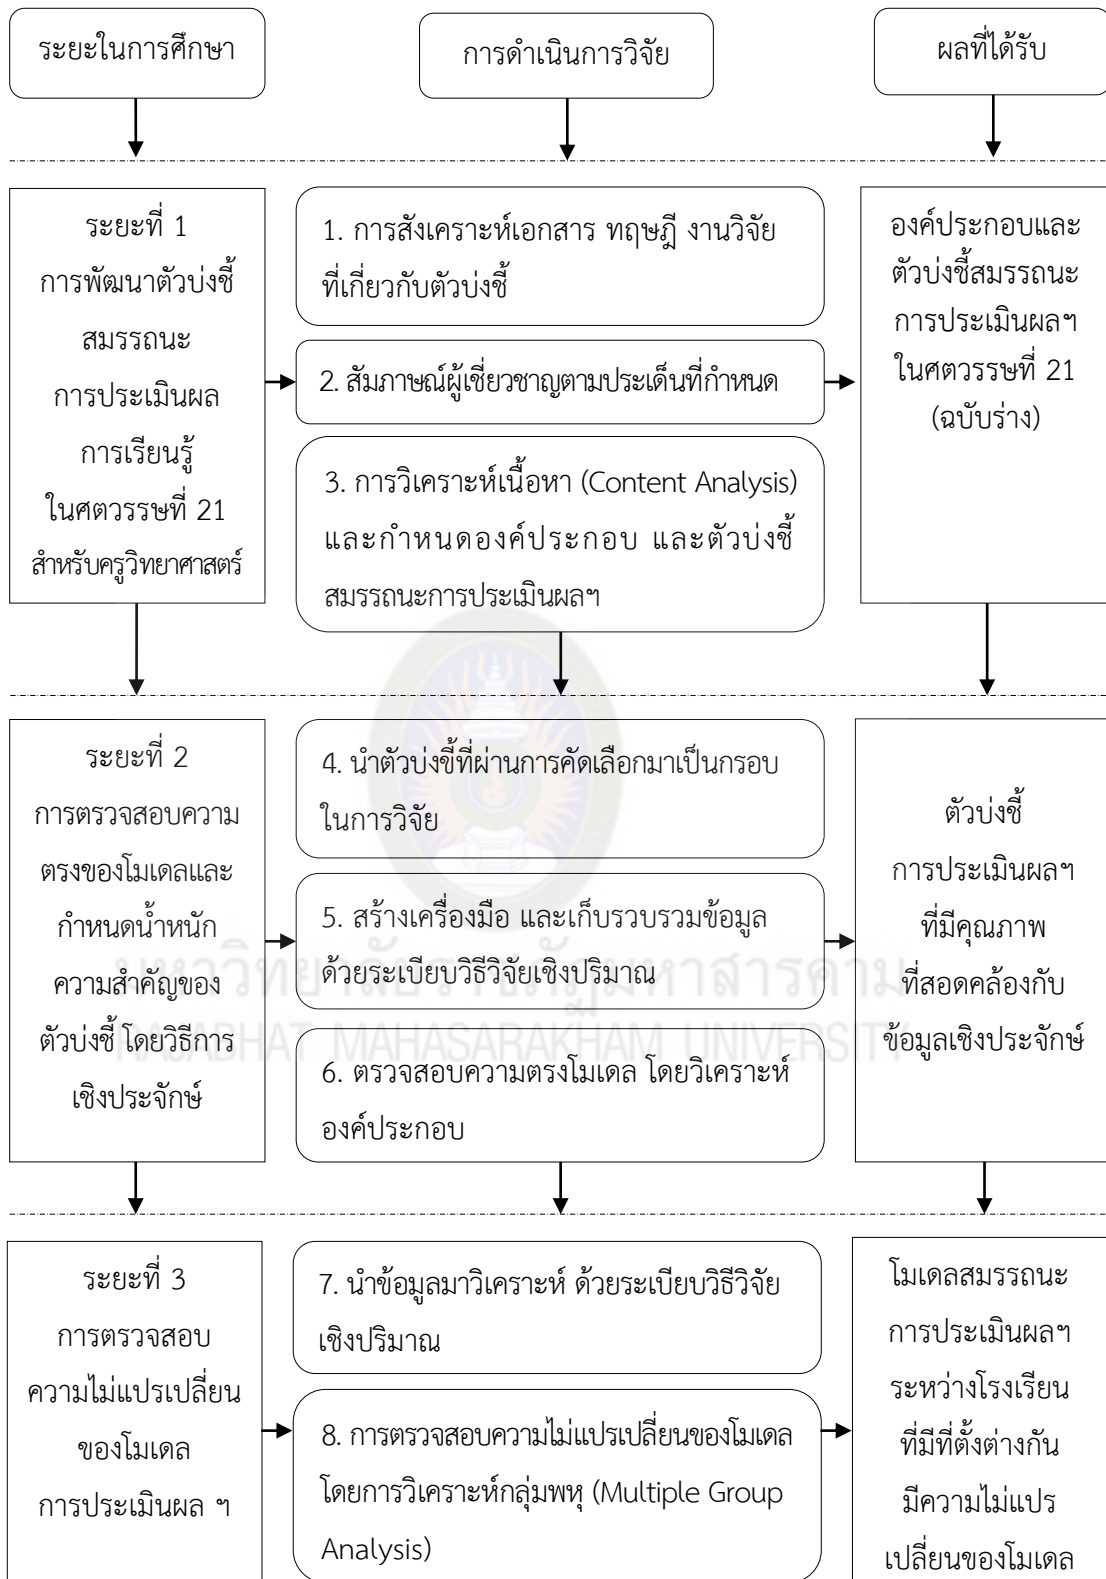 ระยะในการศึกษา
การดำเนินการวิจัย
ผลที่ได้รับ
ระยะที่ 1
การพัฒนาตัวบ่งชี้
สมรรถนะ
การประเมินผล
การเรียนรู้
ในศตวรรษที่ 21
สำหรับครูวิทยาศาสตร์
1. การสังเคราะห์เอกสาร ทฤษฎี งานวิจัย
ที่เกี่ยวกับตัวบ่งชี้
2. สัมภาษณ์ผู้เชี่ยวชาญตามประเด็นที่กำหนด
3. การวิเคราะห์เนื้อหา (Content Analysis)
และกำหนดองค์ประกอบ และตัวบ่งชี้
สมรรถนะการประเมินผลฯ
องค์ประกอบและ
ตัวบ่งชี้สมรรถนะ
การประเมินผลฯ
ในศตวรรษที่ 21
(ฉบับร่าง)
ระยะที่ 2
การตรวจสอบความ
ตรงของโมเดลและ
กำหนดน้ำหนัก
ความสำคัญของ
ตัวบ่งชี้ โดยวิธีการ
เชิงประจักษ์
4. นำตัวบ่งขี้ที่ผ่านการคัดเลือกมาเป็นกรอบ
ในการวิจัย
5. สร้างเครื่องมือ และเก็บรวบรวมข้อมูล
ด้วยระเบียบวิธีวิจัยเชิงปริมาณ
6. ตรวจสอบความตรงโมเดล โดยวิเคราะห์
องค์ประกอบ
ตัวบ่งชี้
การประเมินผลฯ
ที่มีคุณภาพ
ที่สอดคล้องกับ
ข้อมูลเชิงประจักษ์
มหาวิทยาลัยราชภัฏมหาสารคาม
RAJABHAT MAHASARAKHAM UNIVERSITY
ระยะที่ 3
การตรวจสอบ
ความไม่แปรเปลี่ยน
ของโมเดล
การประเมินผล ฯ
7. นำข้อมูลมาวิเคราะห์ ด้วยระเบียบวิธีวิจัย
เชิงปริมาณ
8. การตรวจสอบความไม่แปรเปลี่ยนของโมเดล
โดยการวิเคราะห์กลุ่มพหุ (Multiple Group
Analysis)
โมเดลสมรรถนะ
การประเมินผลฯ
ระหว่างโรงเรียน
ที่มีที่ตั้งต่างกัน
มีความไม่แปร
เปลี่ยนของโมเดล